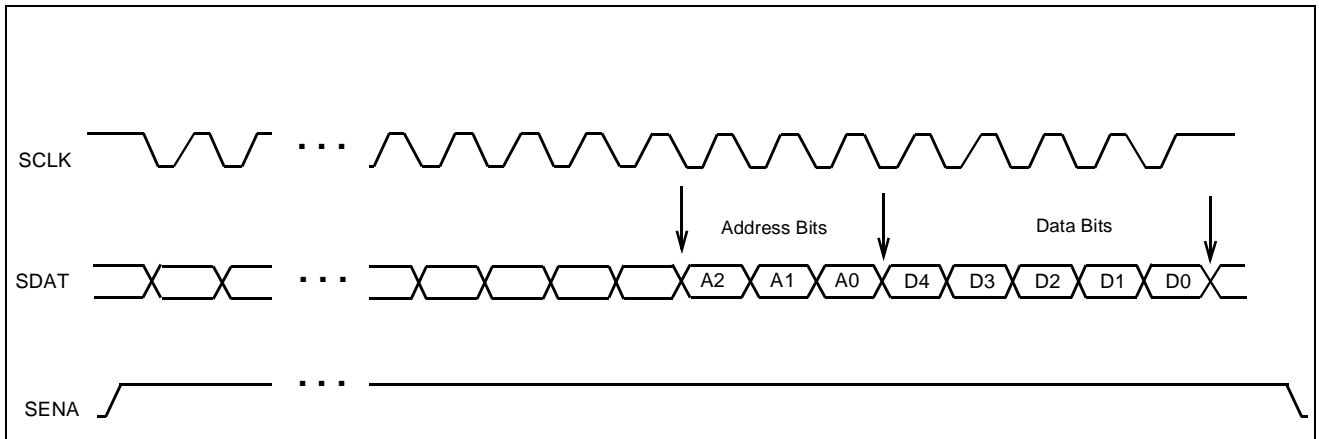 SCLK
Address Bits
Data Bits
SDAT
A2 A1 A0 D4 D3 D2 D1 D0
SENA